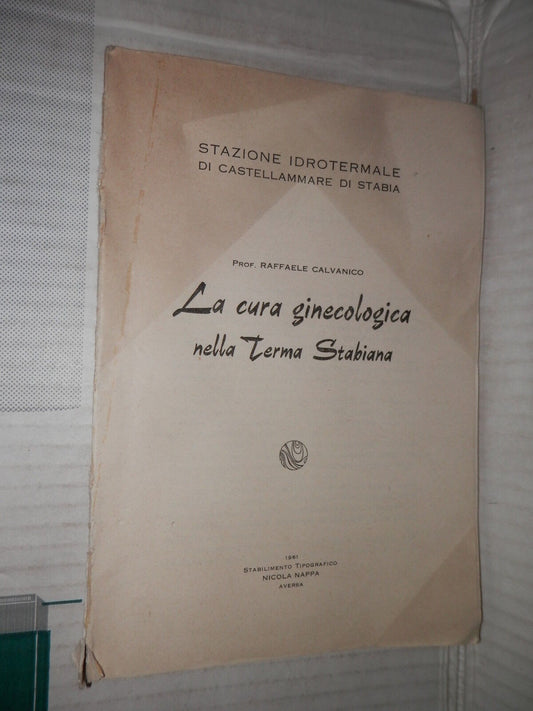 STAZIONE IDROTERMALE
DI CASTELLAMMARE DI STABIA
PROF. RAFFAELE CALVANICO
La cura ginecologica
nella Terma Stabiana
1961
STABILIMENTO TIPOGRAFICO
NICOLA NAPPA
AVERSA